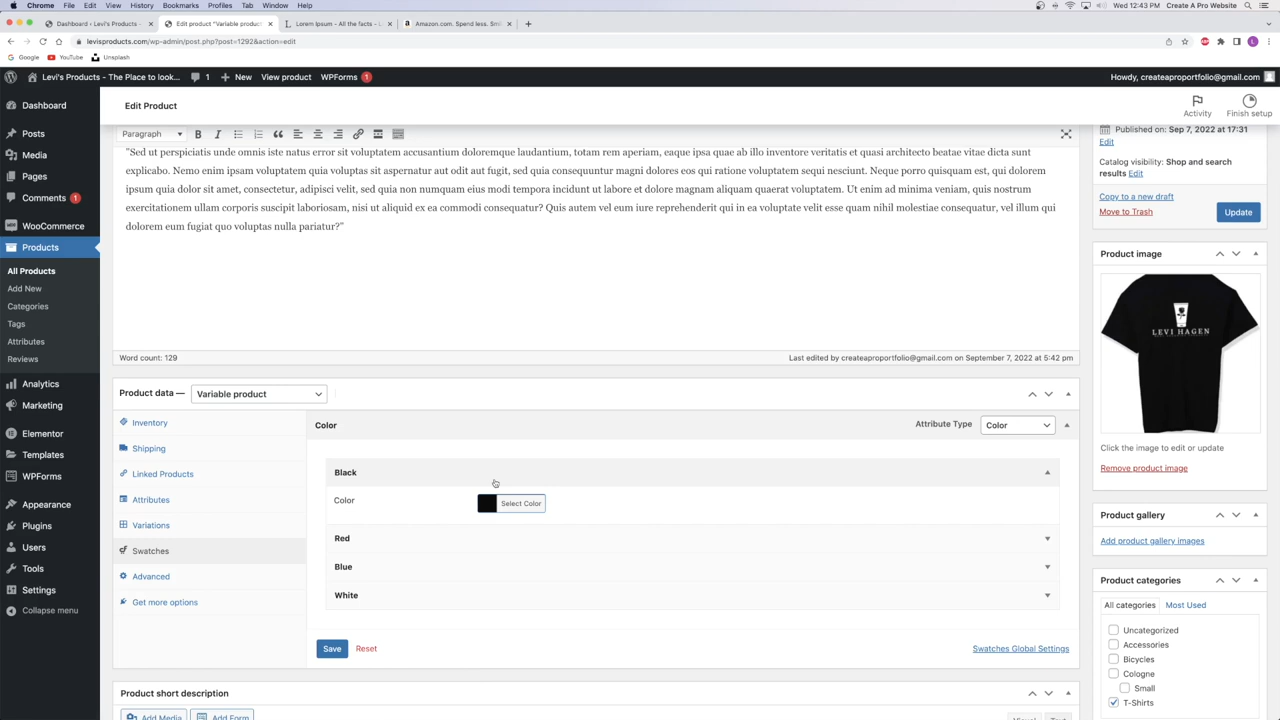 Chrome File Edit View History Bookmarks Profiles Tab Window Help Wed 12:43 PM Create A Pro Website
Dashboard ‹ Levi's Products - Edit product "Variable product" Lorem Ipsum - All the facts - L Amazon.com. Spend less. Smi
levisproducts.com/wp-admin/post.php?post=1292&action=edit
Google YouTube Unsplash
Levi's Products - The Place to look... 1 New View product WPForms 1 Howdy, createaproportfolio@gmail.com
Dashboard
Posts
Media
Pages
Comments 1
WooCommerce
Products
All Products
Add New
Categories
Tags
Attributes
Reviews
Analytics
Marketing
Elementor
Templates
WPForms
Appearance
Plugins
Users
Tools
Settings
Collapse menu
Edit Product
Activity
Finish setup
Paragraph
"Sed ut perspiciatis unde omnis iste natus error sit voluptatem accusantium doloremque laudantium, totam rem aperiam, eaque ipsa quae ab illo inventore veritatis et quasi architecto beatae vitae dicta sunt
explicabo. Nemo enim ipsam voluptatem quia voluptas sit aspernatur aut odit aut fugit, sed quia consequuntur magni dolores eos qui ratione voluptatem sequi nesciunt. Neque porro quisquam est, qui dolorem
ipsum quia dolor sit amet, consectetur, adipisci velit, sed quia non numquam eius modi tempora incidunt ut labore et dolore magnam aliquam quaerat voluptatem. Ut enim ad minima veniam, quis nostrum
exercitationem ullam corporis suscipit laboriosam, nisi ut aliquid ex ea commodi consequatur? Quis autem vel eum iure reprehenderit qui in ea voluptate velit esse quam nihil molestiae consequatur, vel illum qui
dolorem eum fugiat quo voluptas nulla pariatur?"
Word count: 129
Last edited by createaproportfolio@gmail.com on September 7, 2022 at 5:42 pm
Product data — Variable product
Inventory
Shipping
Linked Products
Attributes
Variations
Swatches
Advanced
Get more options
Color Attribute Type Color
Black
Color Select Color
Red
Blue
White
Save Reset Swatches Global Settings
Product short description
Add Media Add Form Visual Text
Published on: Sep 7, 2022 at 17:31
Edit
Catalog visibility: Shop and search
results Edit
Copy to a new draft
Move to Trash Update
Product image
LEVI HAGEN
Click the image to edit or update
Remove product image
Product gallery
Add product gallery images
Product categories
All categories Most Used
Uncategorized
Accessories
Bicycles
Cologne
Small
T-Shirts